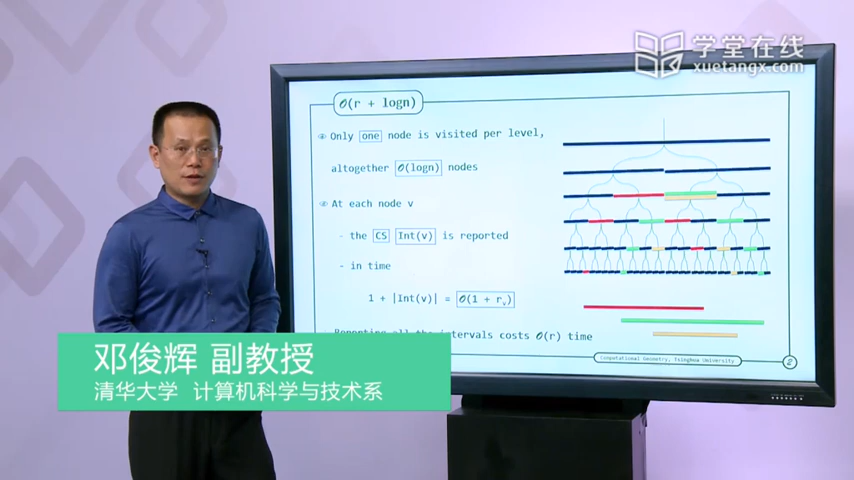 学堂在线
xuetangx.com
O(r + logn)
Only one node is visited per level,
altogether O(logn) nodes
At each node v
- the CS Int(v) is reported
- in time
1 + |Int(v)| = O(1 + rᵥ)
Reporting all the intervals costs O(r) time
Computational Geometry, Tsinghua University
2
邓俊辉 副教授
清华大学 计算机科学与技术系